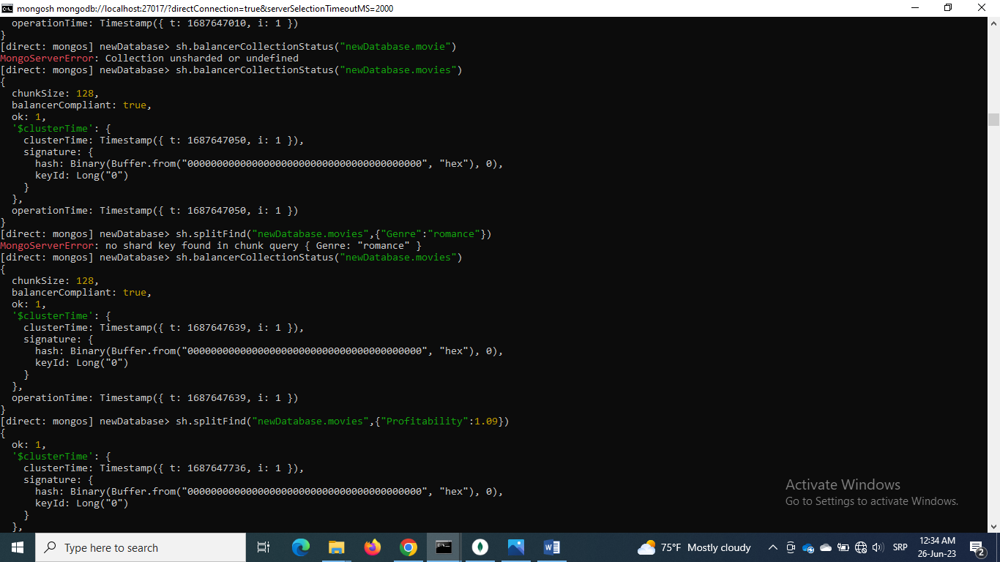 mongosh mongodb://localhost:27017/?directConnection=true&serverSelectionTimeoutMS=2000
  operationTime: Timestamp({ t: 1687647010, i: 1 })
}
[direct: mongos] newDatabase> sh.balancerCollectionStatus("newDatabase.movie")
MongoServerError: Collection unsharded or undefined
[direct: mongos] newDatabase> sh.balancerCollectionStatus("newDatabase.movies")
{
  chunkSize: 128,
  balancerCompliant: true,
  ok: 1,
  '$clusterTime': {
    clusterTime: Timestamp({ t: 1687647050, i: 1 }),
    signature: {
      hash: Binary(Buffer.from("0000000000000000000000000000000000000000", "hex"), 0),
      keyId: Long("0")
    }
  },
  operationTime: Timestamp({ t: 1687647050, i: 1 })
}
[direct: mongos] newDatabase> sh.splitFind("newDatabase.movies",{"Genre":"romance"})
MongoServerError: no shard key found in chunk query { Genre: "romance" }
[direct: mongos] newDatabase> sh.balancerCollectionStatus("newDatabase.movies")
{
  chunkSize: 128,
  balancerCompliant: true,
  ok: 1,
  '$clusterTime': {
    clusterTime: Timestamp({ t: 1687647639, i: 1 }),
    signature: {
      hash: Binary(Buffer.from("0000000000000000000000000000000000000000", "hex"), 0),
      keyId: Long("0")
    }
  },
  operationTime: Timestamp({ t: 1687647639, i: 1 })
}
[direct: mongos] newDatabase> sh.splitFind("newDatabase.movies",{"Profitability":1.09})
{
  ok: 1,
  '$clusterTime': {
    clusterTime: Timestamp({ t: 1687647736, i: 1 }),
    signature: {
      hash: Binary(Buffer.from("0000000000000000000000000000000000000000", "hex"), 0),
      keyId: Long("0")
    }
  },
Activate Windows
Go to Settings to activate Windows.
Type here to search
75°F Mostly cloudy
SRP
12:34 AM
26-Jun-23
2